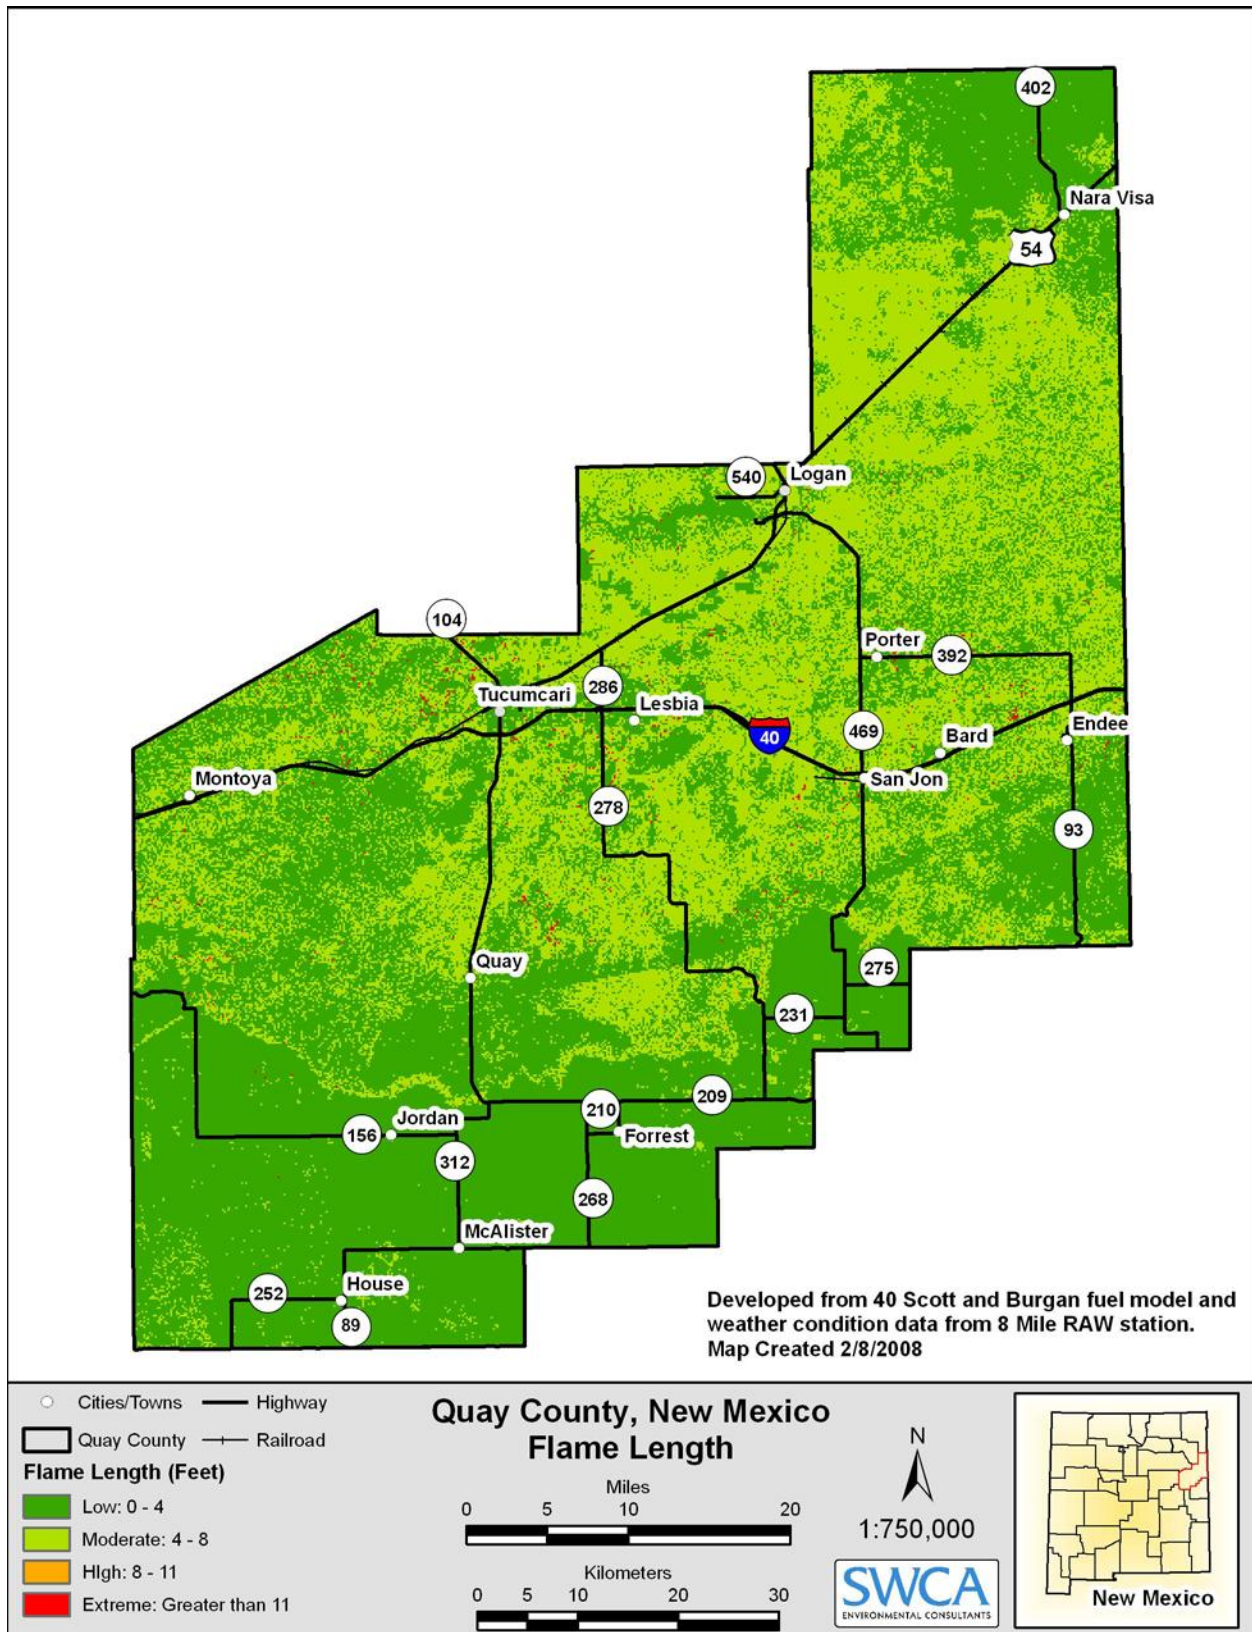 402
Nara Visa
54
540
Logan
104
Porter
392
Tucumcari
286
Lesbia
469
40
Bard
Endee
Montoya
San Jon
278
93
Quay
275
231
209
210
Jordan
156
Forrest
312
268
McAlister
252
House
89
Developed from 40 Scott and Burgan fuel model and
weather condition data from 8 Mile RAW station.
Map Created 2/8/2008
Cities/Towns
Highway
Quay County
Railroad
Flame Length (Feet)
Low: 0 - 4
Moderate: 4 - 8
HIgh: 8 - 11
Extreme: Greater than 11
Quay County, New Mexico
Flame Length
Miles
0 5 10 20
Kilometers
0 5 10 20 30
N
1:750,000
SWCA
ENVIRONMENTAL CONSULTANTS
New Mexico